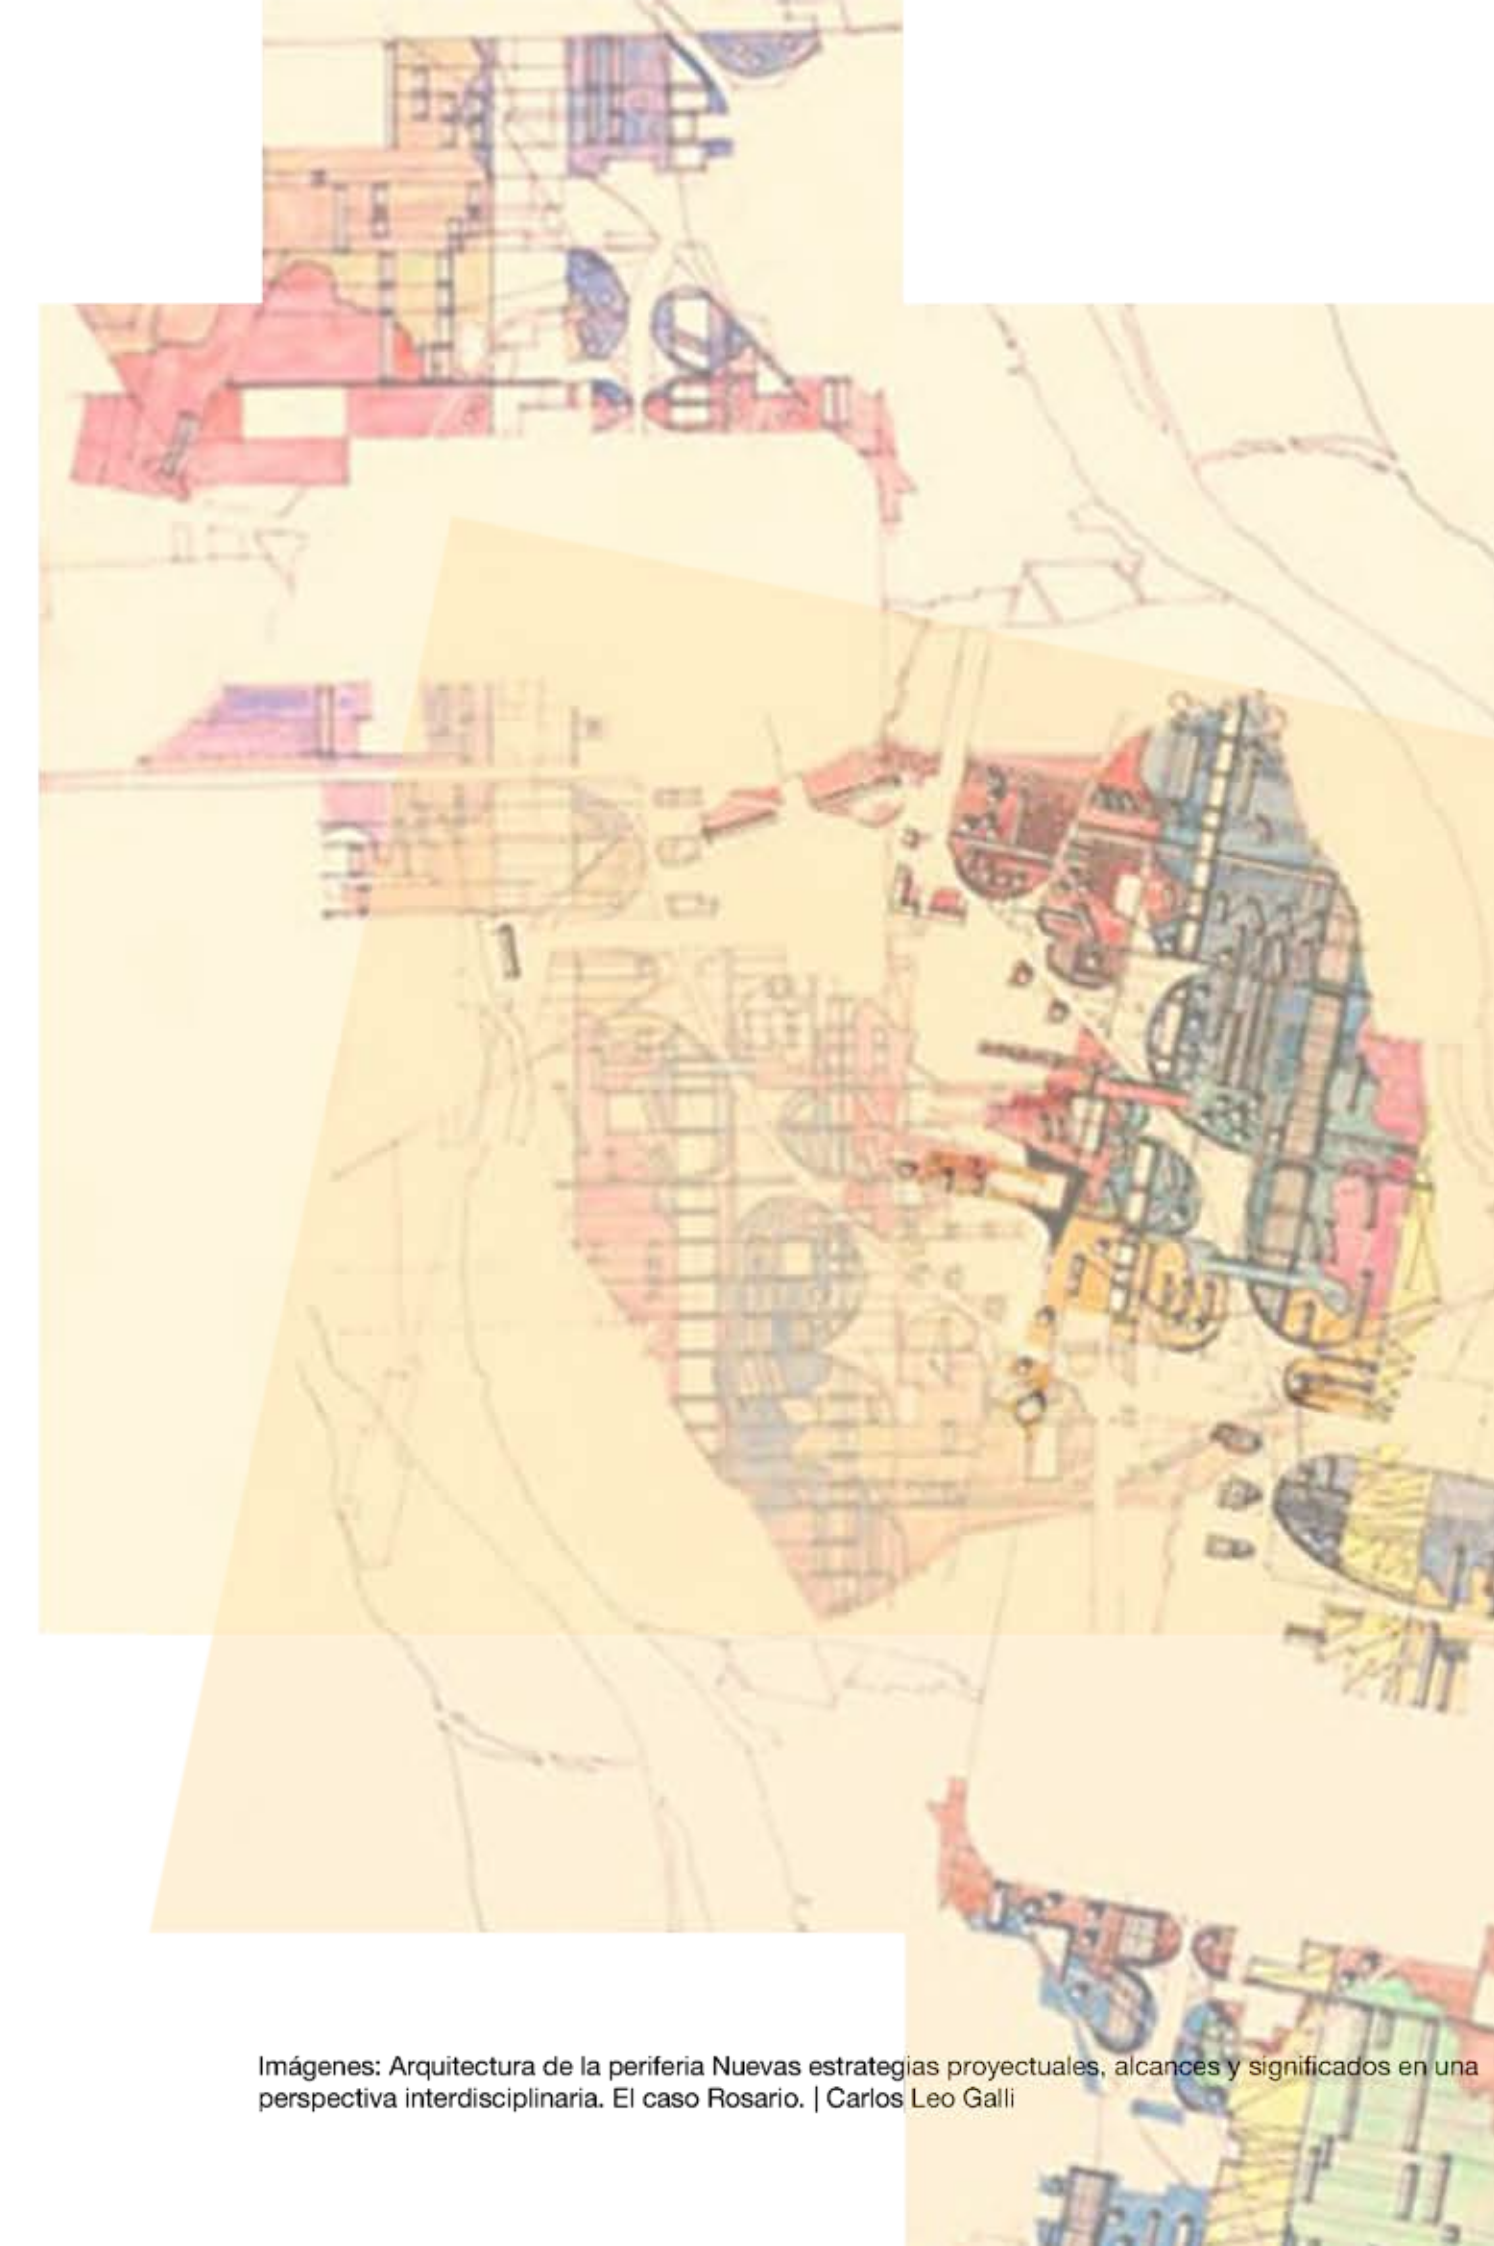 Imágenes: Arquitectura de la periferia Nuevas estrategias proyectuales, alcances y significados en una
perspectiva interdisciplinaria. El caso Rosario. | Carlos Leo Galli